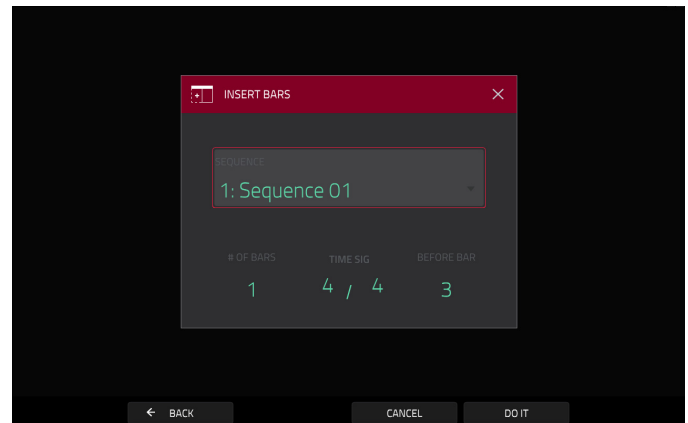 INSERT BARS
SEQUENCE
1: Sequence 01
# OF BARS TIME SIG BEFORE BAR
1 4 / 4 3
BACK CANCEL DO IT